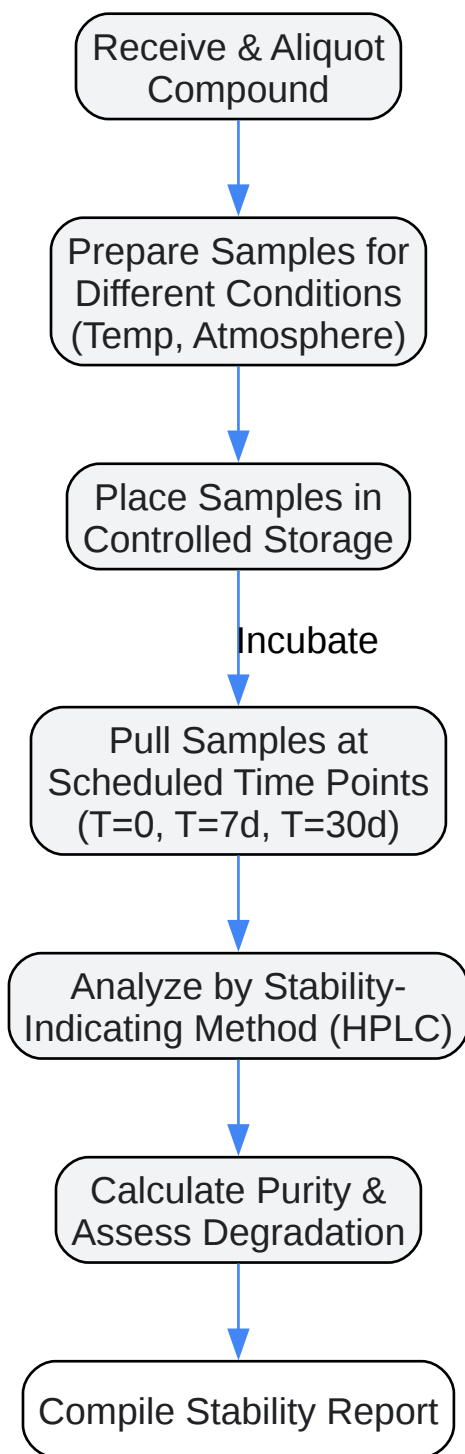 Receive & Aliquot
Compound
Prepare Samples for
Different Conditions
(Temp, Atmosphere)
Place Samples in
Controlled Storage
Incubate
Pull Samples at
Scheduled Time Points
(T=0, T=7d, T=30d)
Analyze by Stability-
Indicating Method (HPLC)
Calculate Purity &
Assess Degradation
Compile Stability Report